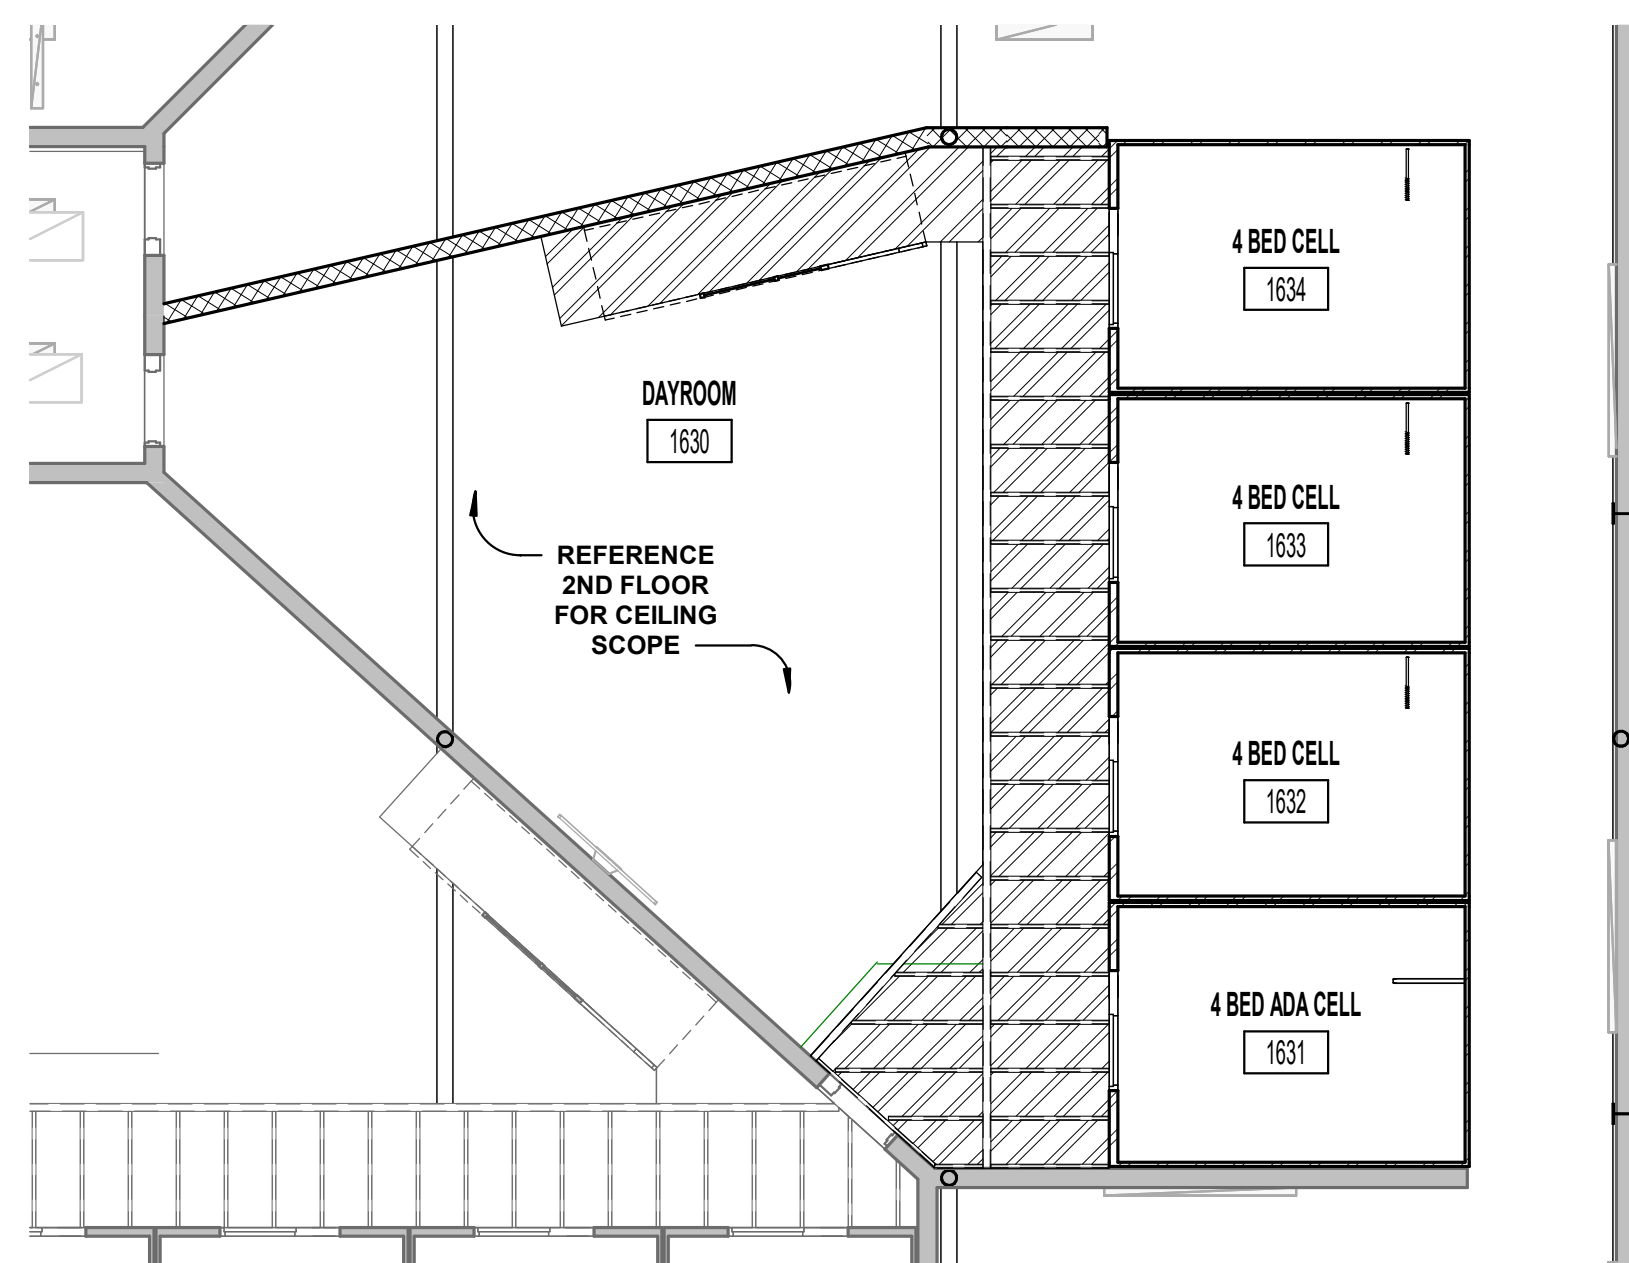 4 BED CELL
1634
DAYROOM
1630
4 BED CELL
1633
REFERENCE
2ND FLOOR
FOR CEILING
SCOPE
4 BED CELL
1632
4 BED ADA CELL
1631